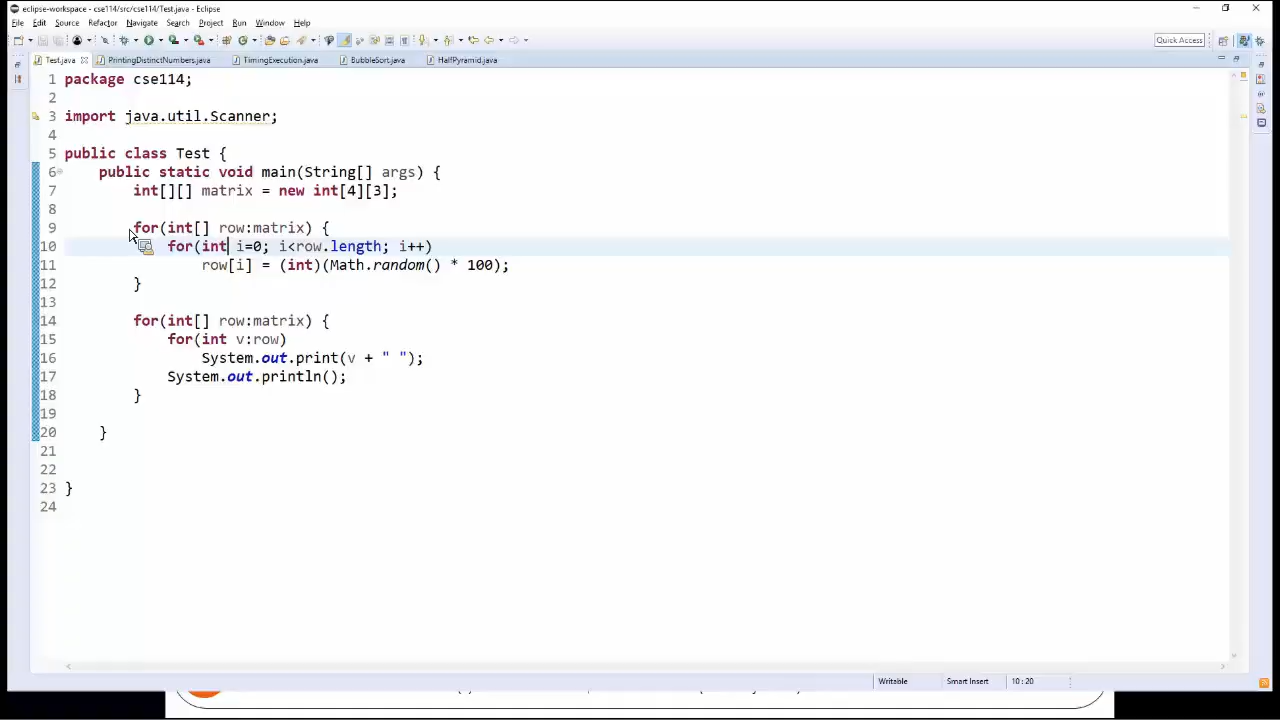 eclipse-workspace - cse114/src/cse114/Test.java - Eclipse
File Edit Source Refactor Navigate Search Project Run Window Help
Quick Access
Test.java PrintingDistinctNumbers.java TimingExecution.java BubbleSort.java HalfPyramid.java
1 package cse114;
2
3 import java.util.Scanner;
4
5 public class Test {
6 public static void main(String[] args) {
7 int[][] matrix = new int[4][3];
8
9 for(int[] row:matrix) {
10 for(int i=0; i<row.length; i++)
11 row[i] = (int)(Math.random() * 100);
12 }
13
14 for(int[] row:matrix) {
15 for(int v:row)
16 System.out.print(v + " ");
17 System.out.println();
18 }
19
20 }
21
22
23 }
24
Writable Smart Insert 10 : 20